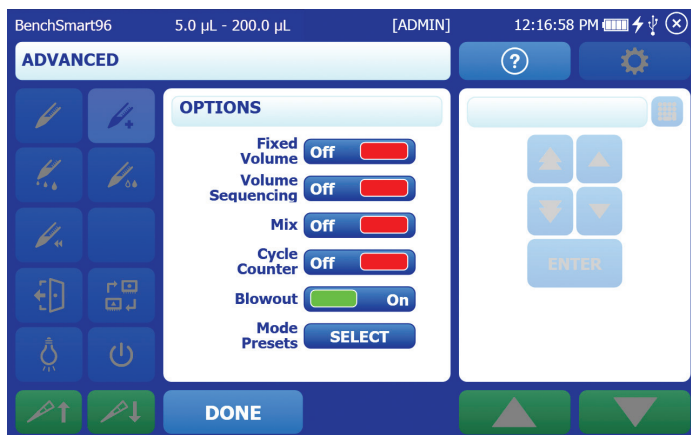 BenchSmart96 5.0 µL - 200.0 µL [ADMIN] 12:16:58 PM
ADVANCED
?
OPTIONS
Fixed
Volume Off
Volume
Sequencing Off
Mix Off
Cycle
Counter Off
Blowout On
Mode
Presets SELECT
ENTER
DONE